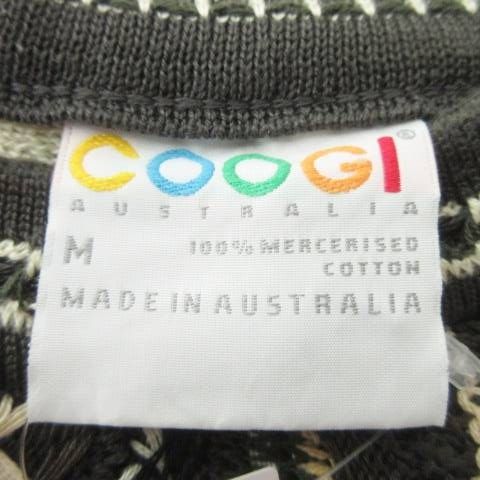 COOGI®
AUSTRALIA
M 100% MERCERISED
COTTON
MADE IN AUSTRALIA